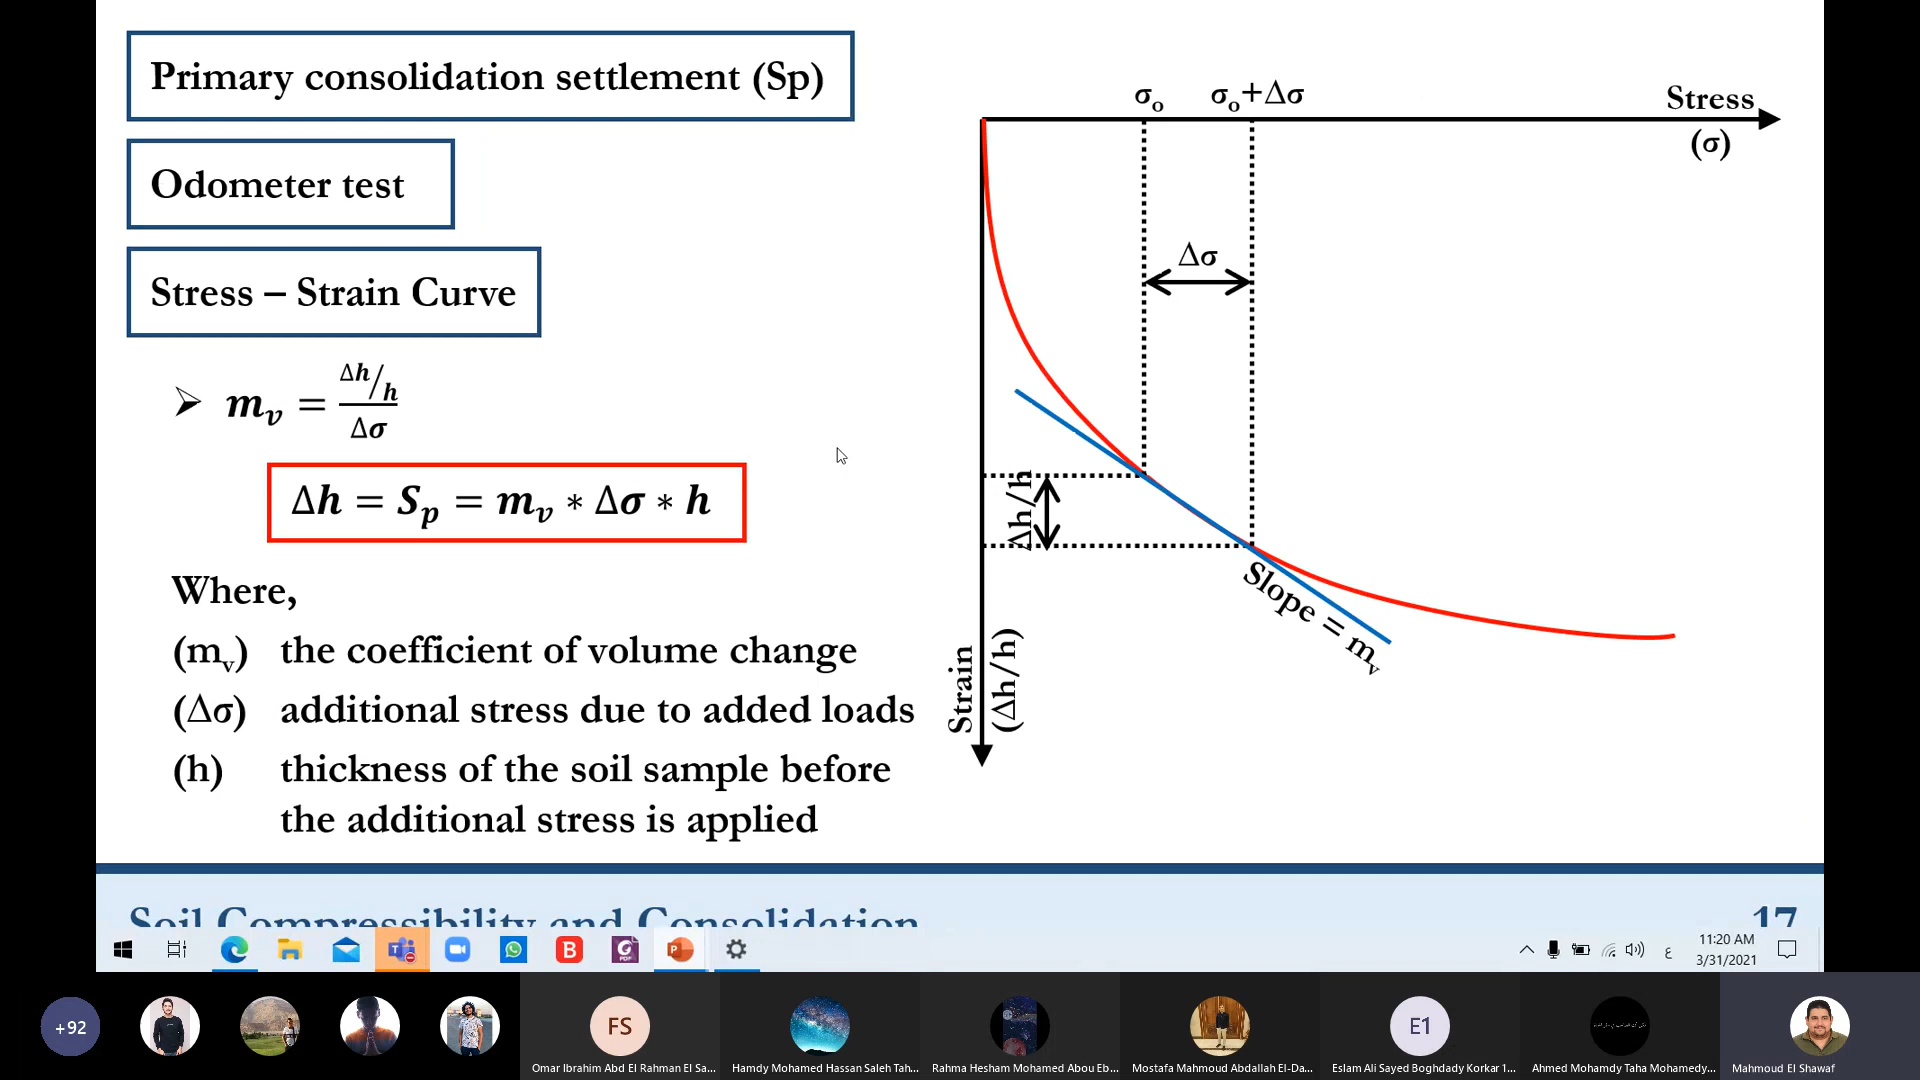 Primary consolidation settlement (Sp)
Odometer test
Stress – Strain Curve
➢ mv = Δh/h / Δσ
Δh = Sp = mv * Δσ * h
Where,
(mv) the coefficient of volume change
(Δσ) additional stress due to added loads
(h) thickness of the soil sample before
the additional stress is applied
σo
σo+Δσ
Stress
(σ)
Δσ
Δh/h
Slope = mv
Strain
(Δh/h)
Soil Compressibility and Consolidation
17
ع
11:20 AM
3/31/2021
+92
FS
E1
Omar Ibrahim Abd El Rahman El Sa...
Hamdy Mohamed Hassan Saleh Tah...
Rahma Hesham Mohamed Abou Eb...
Mostafa Mahmoud Abdallah El-Da...
Eslam Ali Sayed Boghdady Korkar 1...
Ahmed Mohamdy Taha Mohamedy...
Mahmoud El Shawaf